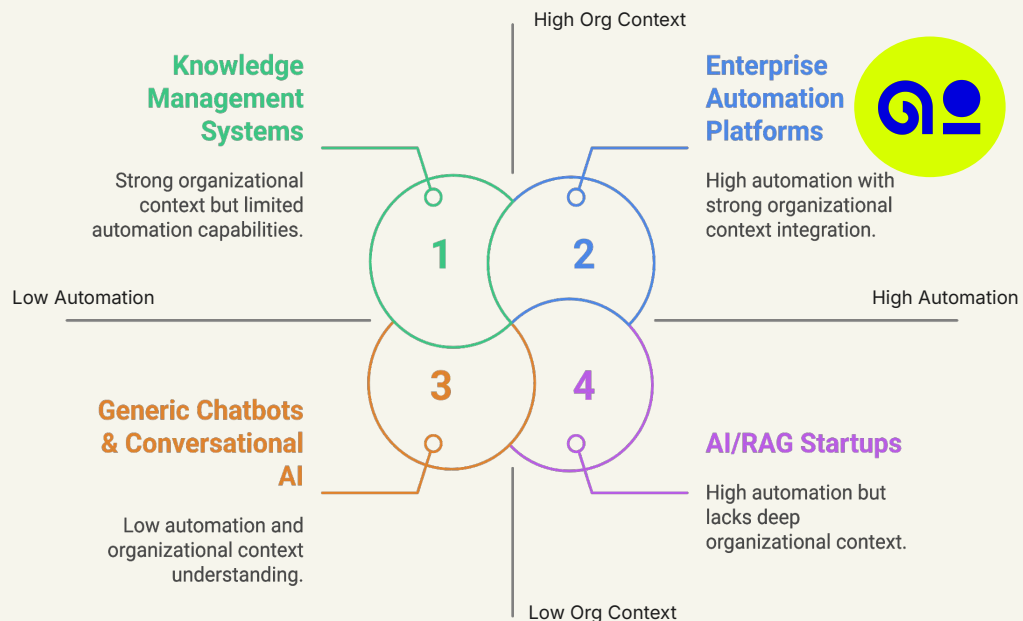 High Org Context
Knowledge
Management
Systems
Strong organizational
context but limited
automation capabilities.
Enterprise
Automation
Platforms
High automation with
strong organizational
context integration.
1
2
Low Automation
High Automation
3
4
Generic Chatbots
& Conversational
AI
Low automation and
organizational context
understanding.
AI/RAG Startups
High automation but
lacks deep
organizational context.
Low Org Context